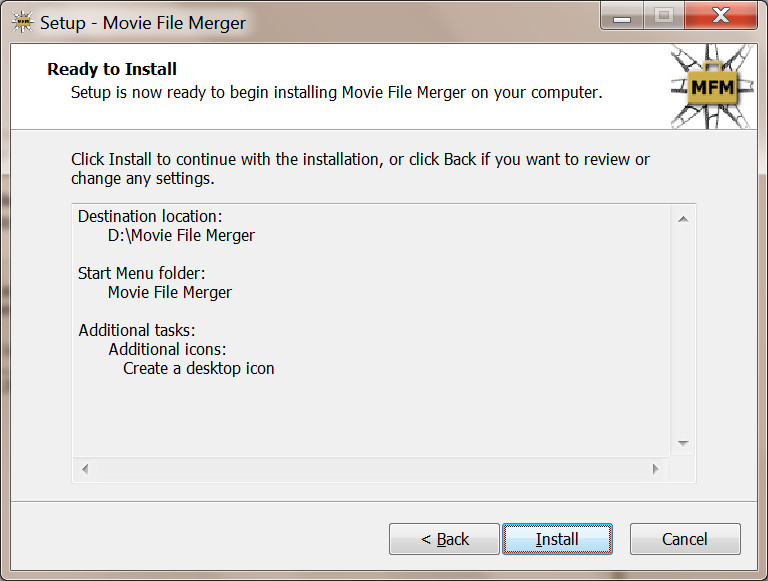 Setup - Movie File Merger
Ready to Install
Setup is now ready to begin installing Movie File Merger on your computer.
MFM
Click Install to continue with the installation, or click Back if you want to review or
change any settings.
Destination location:
D:\Movie File Merger
Start Menu folder:
Movie File Merger
Additional tasks:
Additional icons:
Create a desktop icon
< Back
Install
Cancel